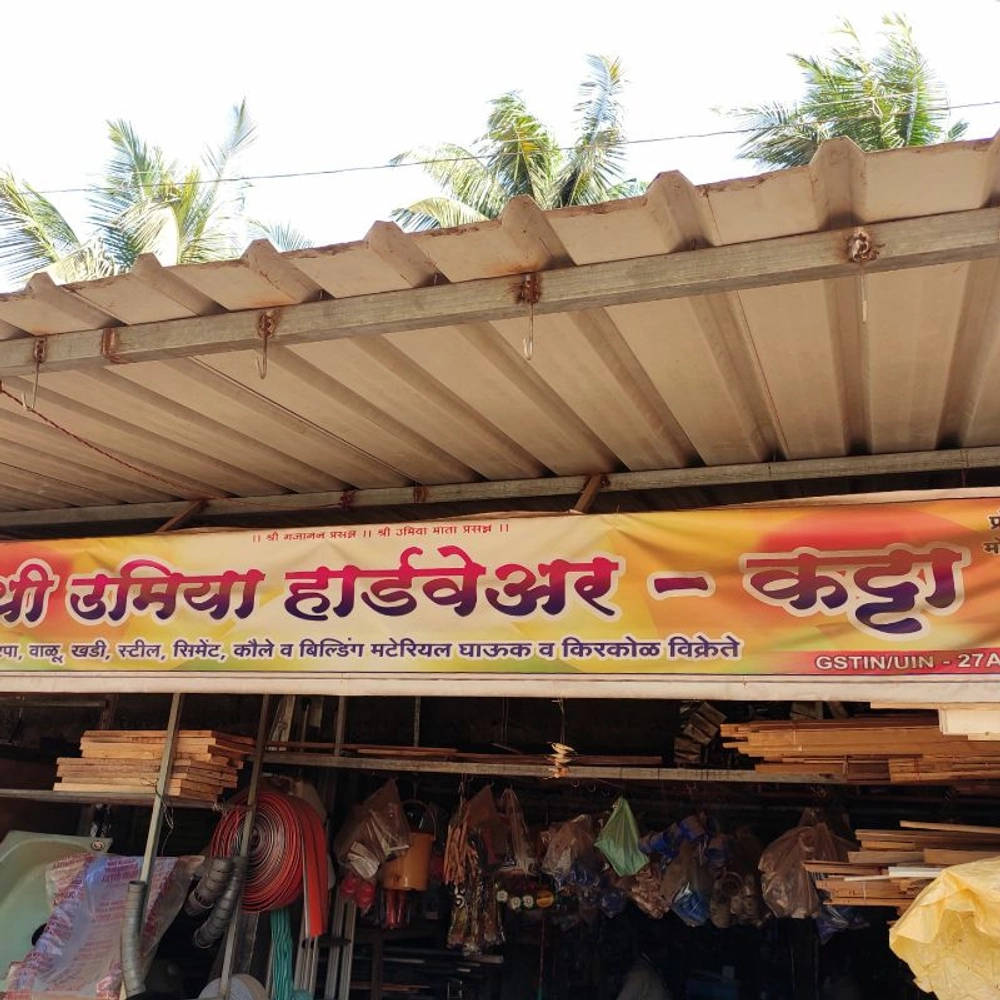 ।। श्री गजानन प्रसन्न ।। श्री उमिया माता प्रसन्न ।।
श्री उमिया हार्डवेअर - कट्टा
वाळू, खडी, स्टील, सिमेंट, कौले व बिल्डिंग मटेरियल घाऊक व किरकोळ विक्रेते
GSTIN/UIN - 27A